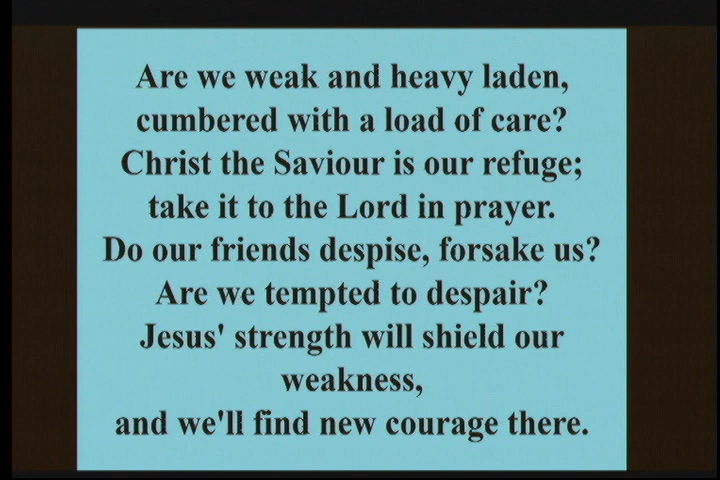 Are we weak and heavy laden,
cumbered with a load of care?
Christ the Saviour is our refuge;
take it to the Lord in prayer.
Do our friends despise, forsake us?
Are we tempted to despair?
Jesus' strength will shield our
weakness,
and we'll find new courage there.